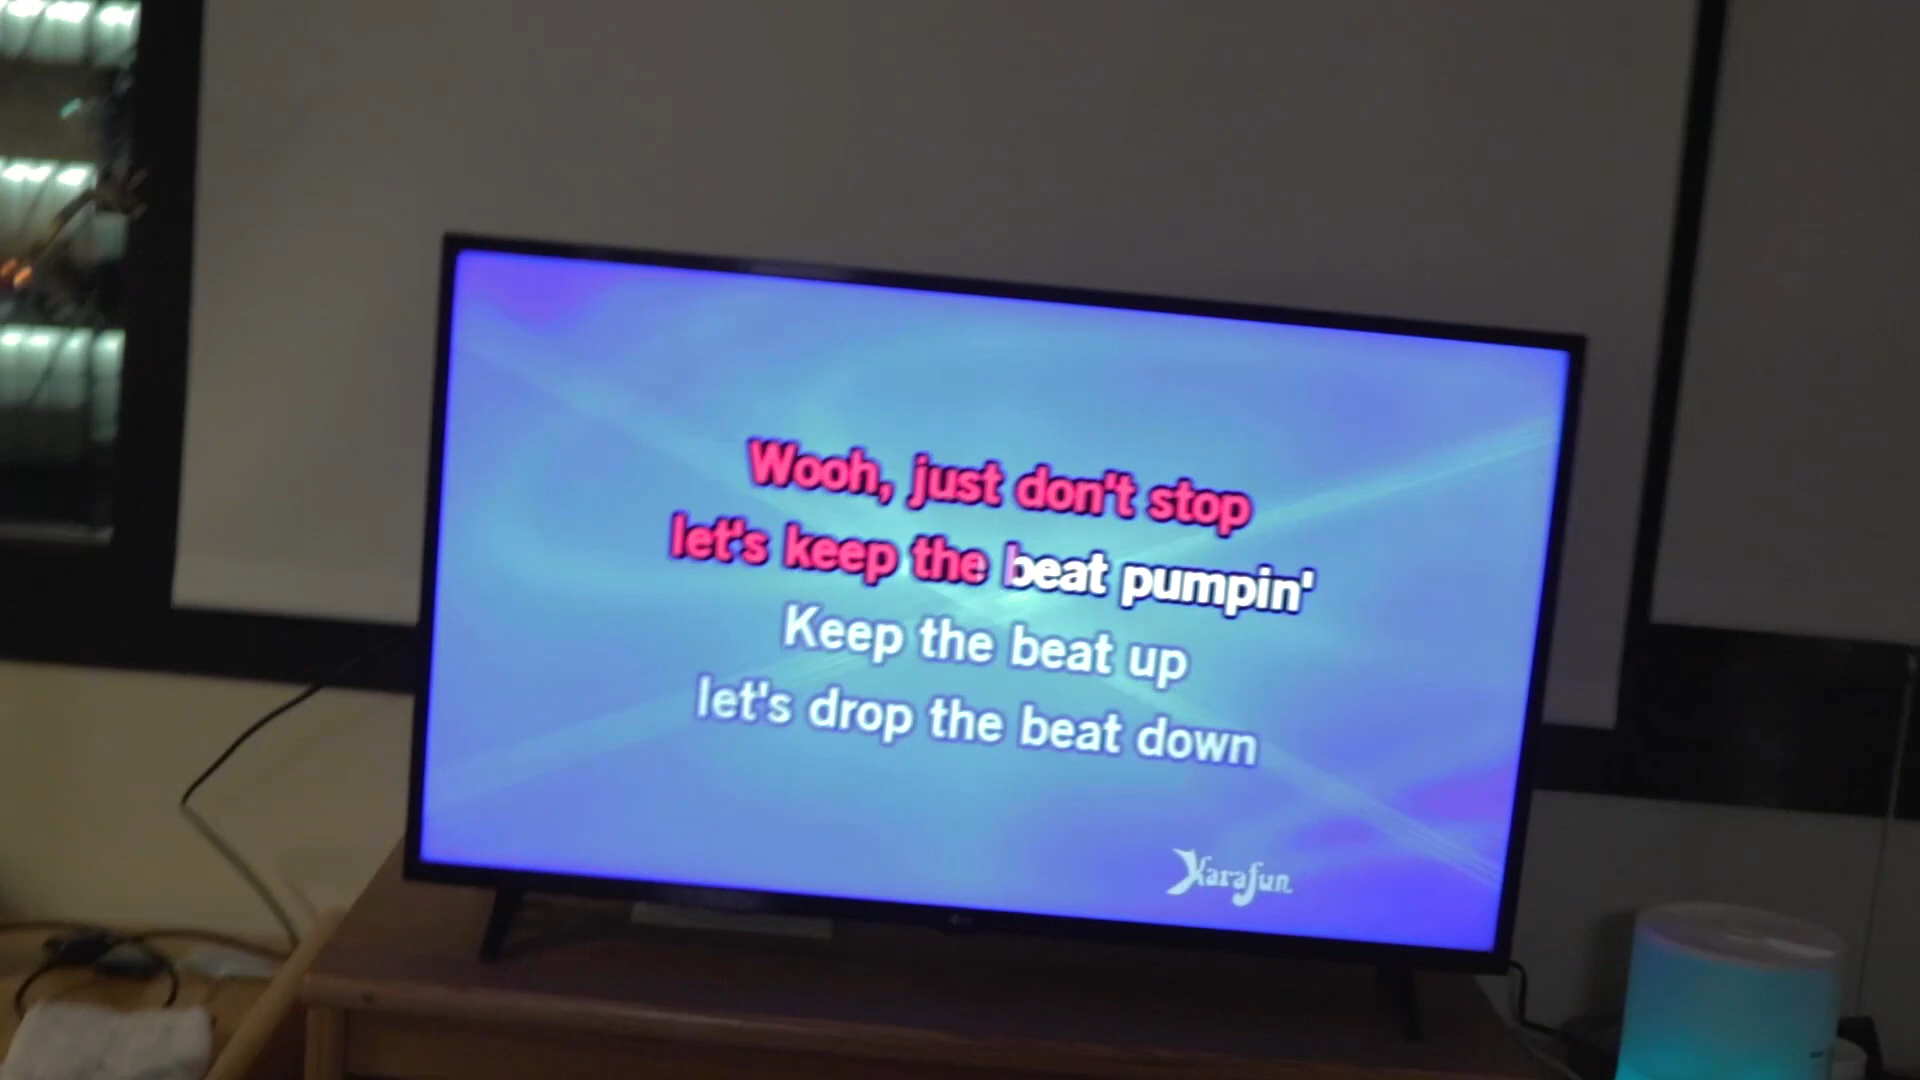 Wooh, just don't stop
let's keep the beat pumpin'
Keep the beat up
let's drop the beat down
Karafun